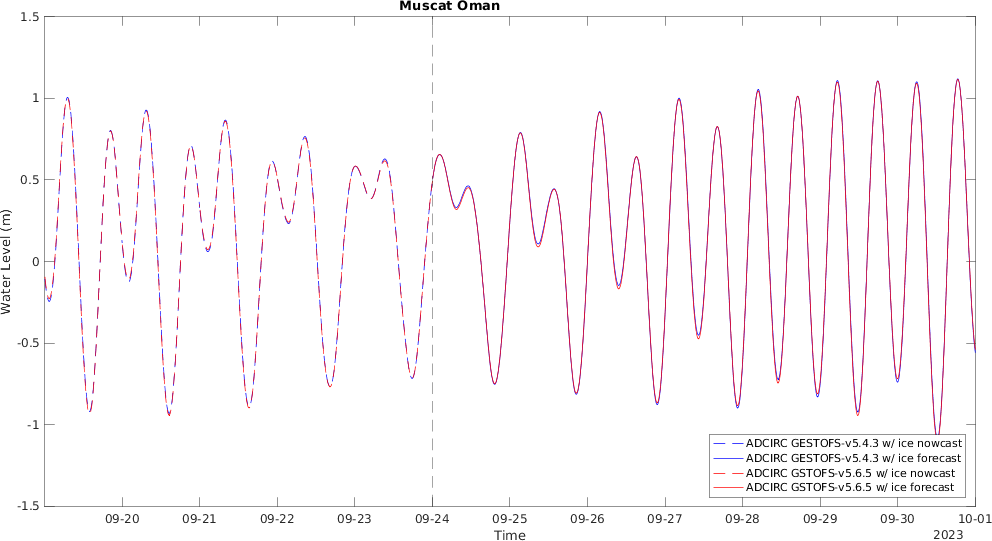 Muscat Oman
1.5
1
0.5
0
-0.5
-1
-1.5
Water Level (m)
09-20 09-21 09-22 09-23 09-24 09-25 09-26 09-27 09-28 09-29 09-30 10-01
Time
2023
ADCIRC GESTOFS-v5.4.3 w/ ice nowcast
ADCIRC GESTOFS-v5.4.3 w/ ice forecast
ADCIRC GSTOFS-v5.6.5 w/ ice nowcast
ADCIRC GSTOFS-v5.6.5 w/ ice forecast